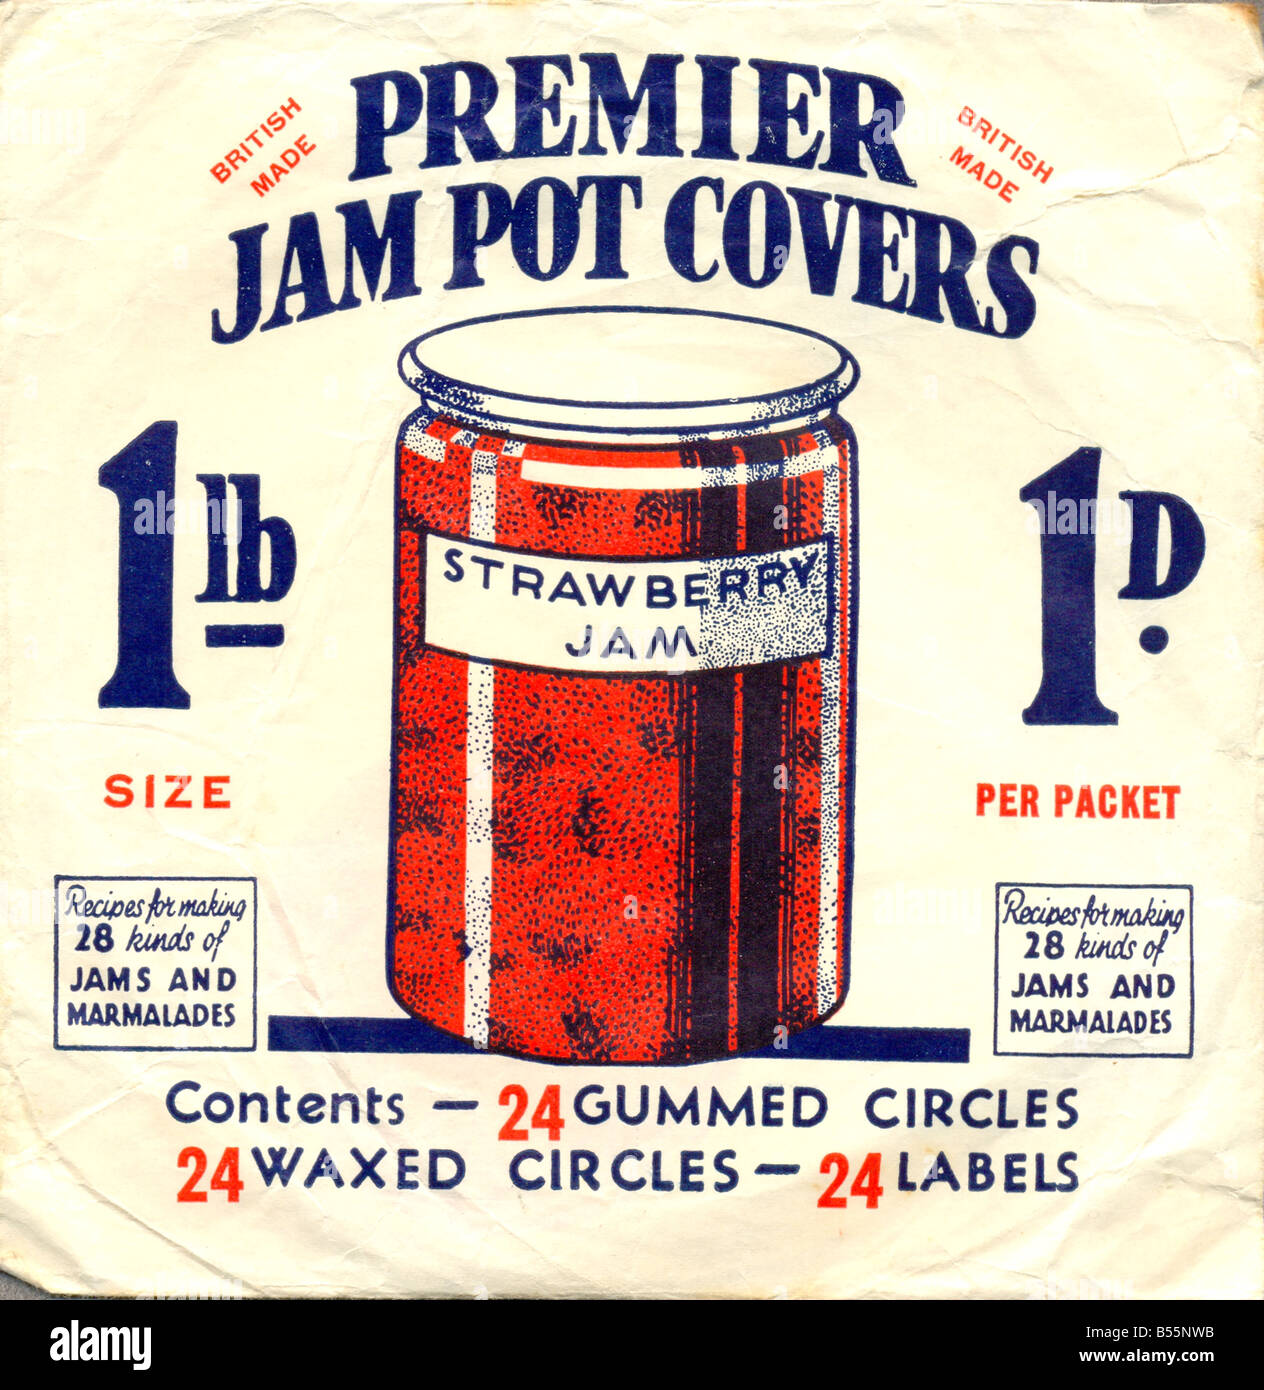 BRITISH
MADE
PREMIER
JAM POT COVERS
BRITISH
MADE
1lb
SIZE
STRAWBERRY
JAM
1D.
PER PACKET
Recipes for making
28 kinds of
JAMS AND
MARMALADES
Recipes for making
28 kinds of
JAMS AND
MARMALADES
Contents – 24 GUMMED CIRCLES
24 WAXED CIRCLES – 24 LABELS
alamy
Image ID: B55NWB
www.alamy.com